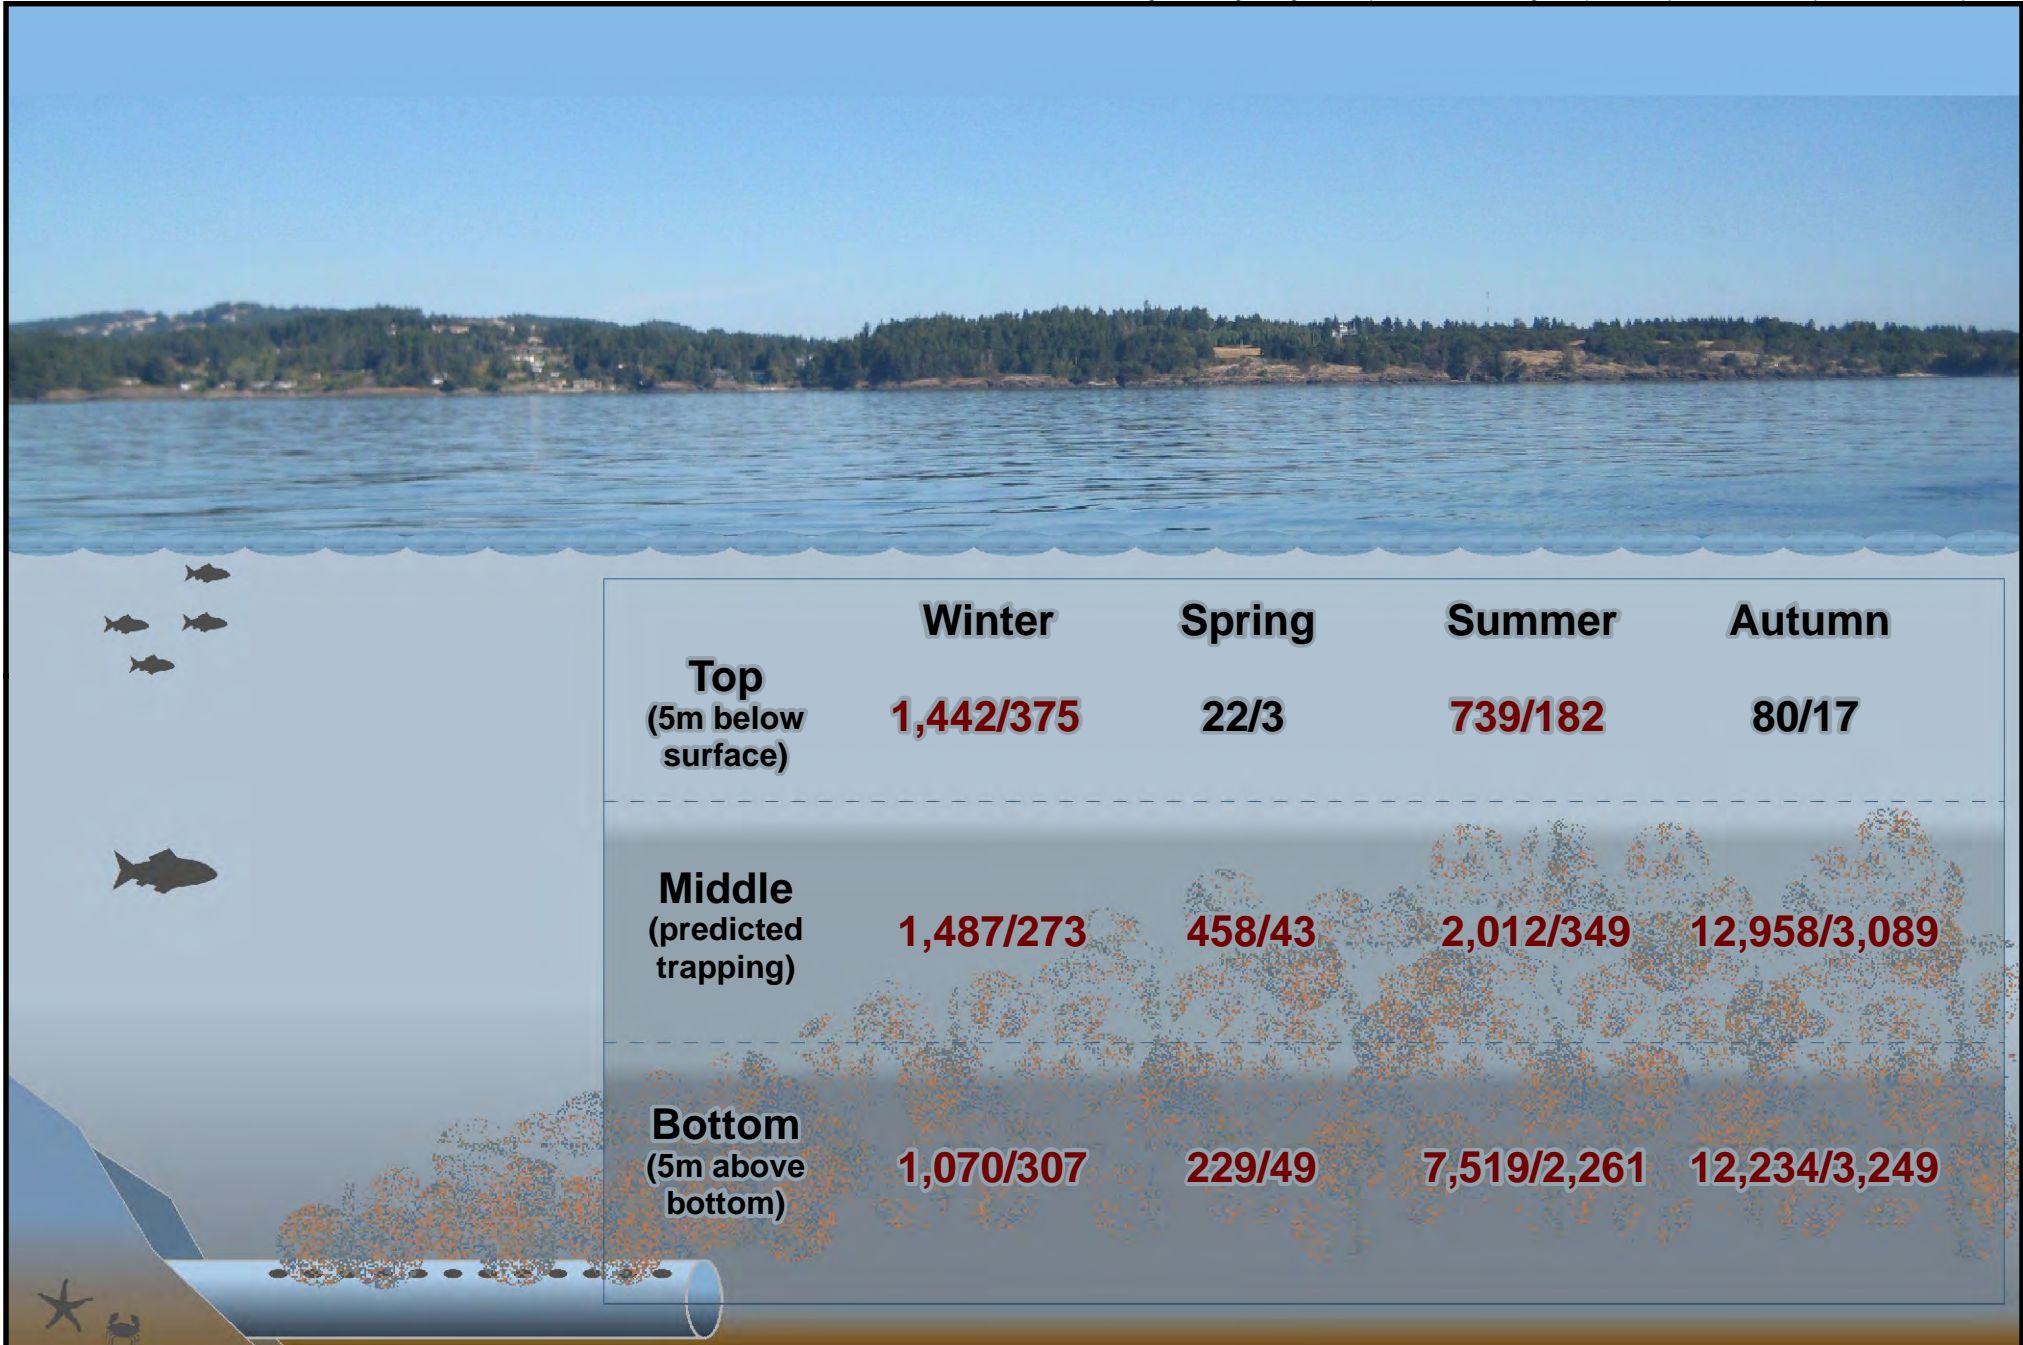 Winter Spring Summer Autumn
Top
(5m below
surface)
1,442/375 22/3 739/182 80/17
Middle
(predicted
trapping)
1,487/273 458/43 2,012/349 12,958/3,089
Bottom
(5m above
bottom)
1,070/307 229/49 7,519/2,261 12,234/3,249